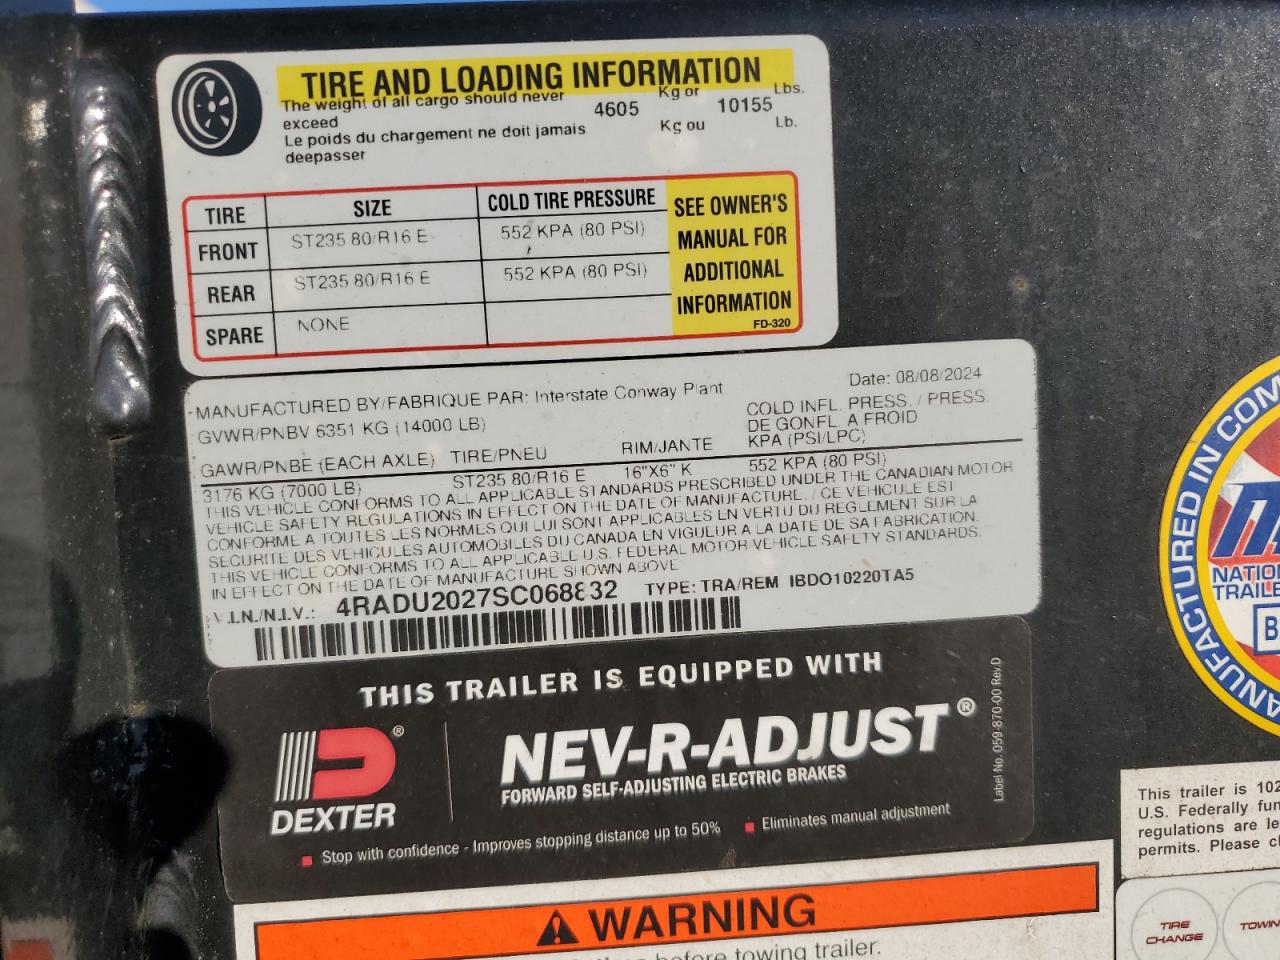 TIRE AND LOADING INFORMATION
The weight of all cargo should never exceed 4605 Kg or 10155 Lbs.
Le poids du chargement ne doit jamais deepasser Kg ou Lb.
TIRE SIZE COLD TIRE PRESSURE
FRONT ST235 80/R16 E 552 KPA (80 PSI)
REAR ST235 80/R16 E 552 KPA (80 PSI)
SPARE NONE
SEE OWNER'S
MANUAL FOR
ADDITIONAL
INFORMATION
FD-320
MANUFACTURED BY/FABRIQUE PAR: Interstate Conway Plant Date: 08/08/2024
GVWR/PNBV 6351 KG (14000 LB)
COLD INFL. PRESS. / PRESS.
DE GONFL. A FROID
KPA (PSI/LPC)
GAWR/PNBE (EACH AXLE) TIRE/PNEU RIM/JANTE
3176 KG (7000 LB) ST235 80/R16 E 16"X6" K 552 KPA (80 PSI)
THIS VEHICLE CONFORMS TO ALL APPLICABLE STANDARDS PRESCRIBED UNDER THE CANADIAN MOTOR
VEHICLE SAFETY REGULATIONS IN EFFECT ON THE DATE OF MANUFACTURE. / CE VEHICULE EST
CONFORME A TOUTES LES NORMES QUI LUI SONT APPLICABLES EN VERTU DU REGLEMENT SUR LA
SECURITE DES VEHICULES AUTOMOBILES DU CANADA EN VIGUEUR A LA DATE DE SA FABRICATION.
THIS VEHICLE CONFORMS TO ALL APPLICABLE U.S. FEDERAL MOTOR VEHICLE SAFETY STANDARDS.
IN EFFECT ON THE DATE OF MANUFACTURE SHOWN ABOVE
V.I.N./N.I.V.: 4RADU2027SC068832 TYPE: TRA/REM IBDO10220TA5
THIS TRAILER IS EQUIPPED WITH
DEXTER®
NEV-R-ADJUST®
FORWARD SELF-ADJUSTING ELECTRIC BRAKES
Stop with confidence - Improves stopping distance up to 50% Eliminates manual adjustment
Label No. 059-870-00 Rev.D
WARNING
before towing trailer.
MANUFACTURED IN
This trailer is 102
U.S. Federally
regulations are
permits. Please
TIRE
CHANGE